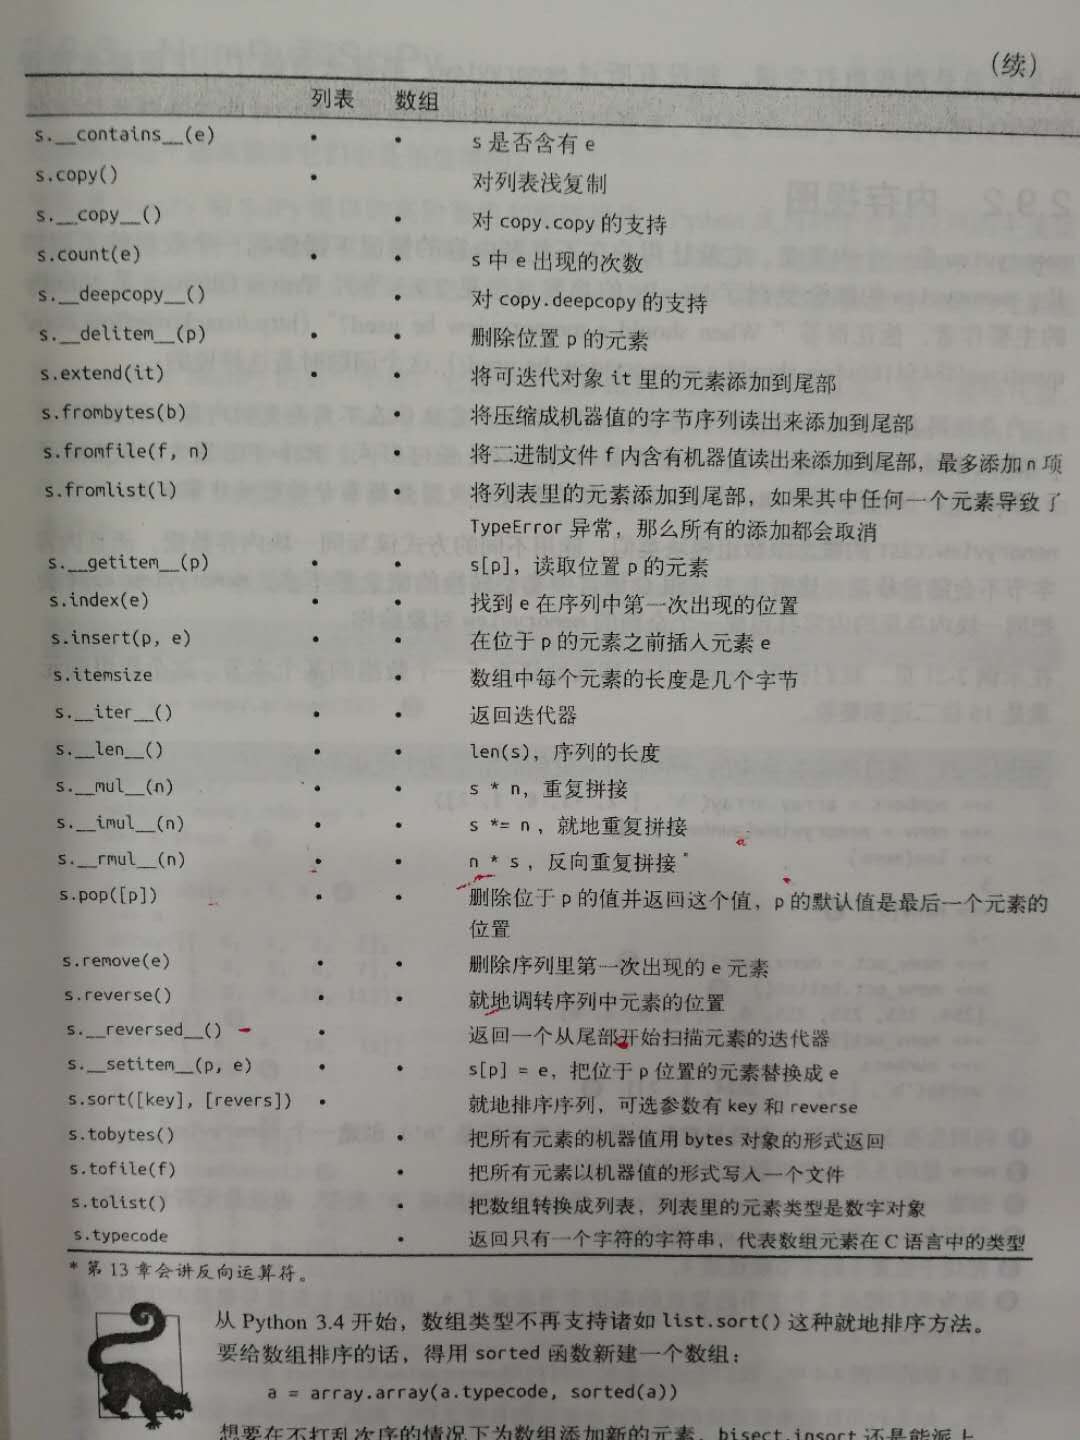 (续)
列表 数组
s.__contains__(e) • • s 是否含有 e
s.copy() • 对列表浅复制
s.__copy__() • 对 copy.copy 的支持
s.count(e) • • s 中 e 出现的次数
s.__deepcopy__() • 对 copy.deepcopy 的支持
s.__delitem__(p) • • 删除位置 p 的元素
s.extend(it) • • 将可迭代对象 it 里的元素添加到尾部
s.frombytes(b) • 将压缩成机器值的字节序列读出来添加到尾部
s.fromfile(f, n) • 将二进制文件 f 内含有机器值读出来添加到尾部，最多添加 n 项
s.fromlist(l) • 将列表里的元素添加到尾部，如果其中任何一个元素导致了
TypeError 异常，那么所有的添加都会取消
s.__getitem__(p) • • s[p]，读取位置 p 的元素
s.index(e) • • 找到 e 在序列中第一次出现的位置
s.insert(p, e) • • 在位于 p 的元素之前插入元素 e
s.itemsize • 数组中每个元素的长度是几个字节
s.__iter__() • • 返回迭代器
s.__len__() • • len(s)，序列的长度
s.__mul__(n) • • s * n，重复拼接
s.__imul__(n) • • s *= n ，就地重复拼接
s.__rmul__(n) • • n * s ，反向重复拼接*
s.pop([p]) • • 删除位于 p 的值并返回这个值，p 的默认值是最后一个元素的
位置
s.remove(e) • • 删除序列里第一次出现的 e 元素
s.reverse() • • 就地调转序列中元素的位置
s.__reversed__() • 返回一个从尾部开始扫描元素的迭代器
s.__setitem__(p, e) • • s[p] = e，把位于 p 位置的元素替换成 e
s.sort([key], [revers]) • 就地排序序列，可选参数有 key 和 reverse
s.tobytes() • 把所有元素的机器值用 bytes 对象的形式返回
s.tofile(f) • 把所有元素以机器值的形式写入一个文件
s.tolist() • 把数组转换成列表，列表里的元素类型是数字对象
s.typecode • 返回只有一个字符的字符串，代表数组元素在 C 语言中的类型
* 第 13 章会讲反向运算符。
从 Python 3.4 开始，数组类型不再支持诸如 list.sort() 这种就地排序方法。
要给数组排序的话，得用 sorted 函数新建一个数组：
a = array.array(a.typecode, sorted(a))
想要在不打乱次序的情况下为数组添加新的元素，bisect.insort 还是能派上